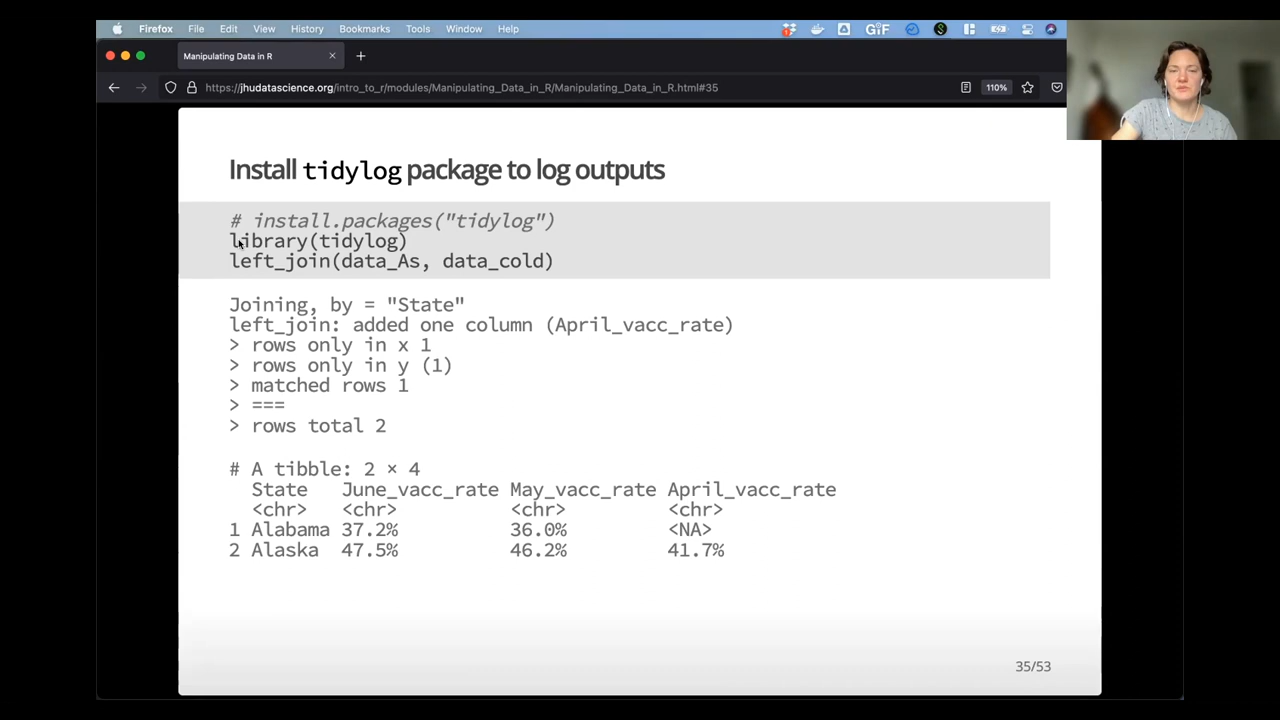 Firefox File Edit View History Bookmarks Tools Window Help
GIF
Manipulating Data in R
https://jhudatascience.org/intro_to_r/modules/Manipulating_Data_in_R/Manipulating_Data_in_R.html#35
110%
Install tidylog package to log outputs
# install.packages("tidylog")
library(tidylog)
left_join(data_As, data_cold)
Joining, by = "State"
left_join: added one column (April_vacc_rate)
> rows only in x 1
> rows only in y (1)
> matched rows 1
> ===
> rows total 2
# A tibble: 2 × 4
State June_vacc_rate May_vacc_rate April_vacc_rate
<chr> <chr> <chr> <chr>
1 Alabama 37.2% 36.0% <NA>
2 Alaska 47.5% 46.2% 41.7%
35/53